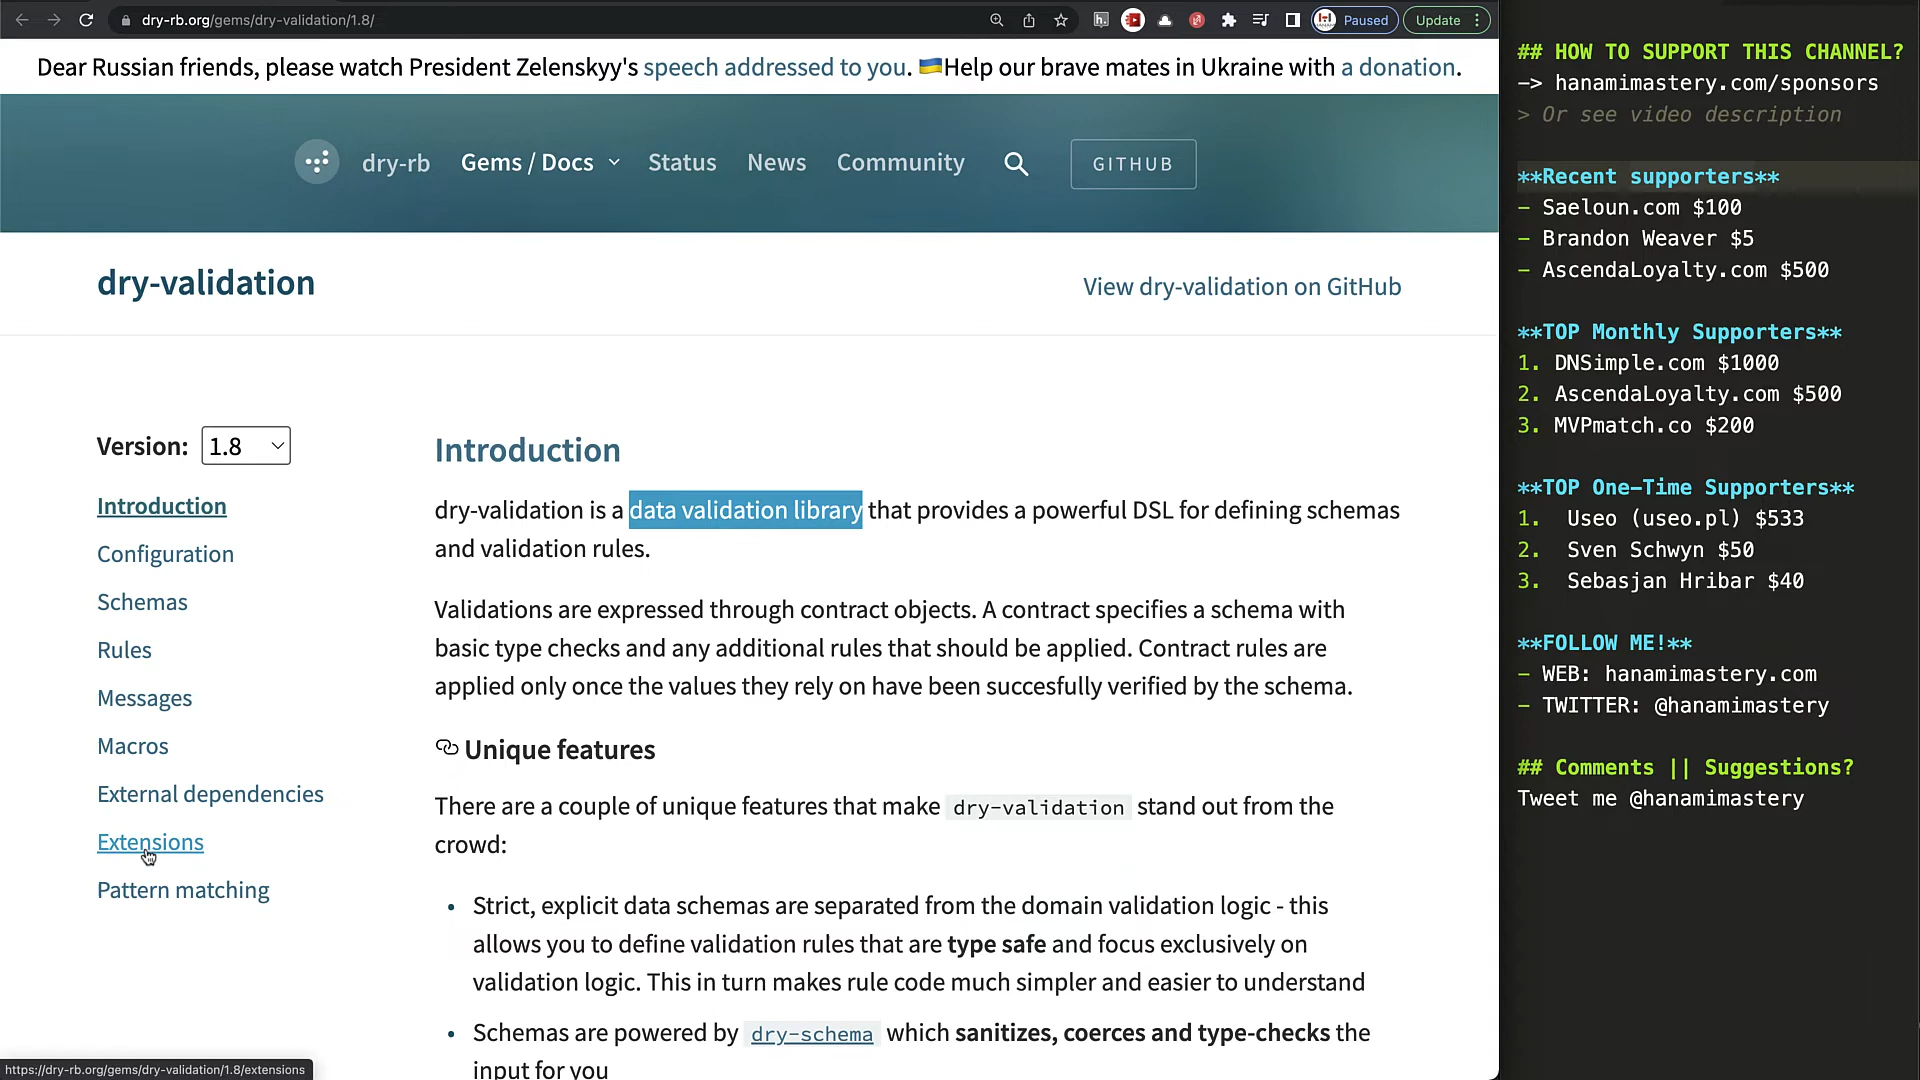 dry-rb.org/gems/dry-validation/1.8/
Paused
Update
Dear Russian friends, please watch President Zelenskyy's speech addressed to you. 🇺🇦Help our brave mates in Ukraine with a donation.
dry-rb
Gems / Docs
Status
News
Community
GITHUB
dry-validation
View dry-validation on GitHub
Version: 1.8
Introduction
Configuration
Schemas
Rules
Messages
Macros
External dependencies
Extensions
Pattern matching
Introduction
dry-validation is a data validation library that provides a powerful DSL for defining schemas
and validation rules.
Validations are expressed through contract objects. A contract specifies a schema with
basic type checks and any additional rules that should be applied. Contract rules are
applied only once the values they rely on have been succesfully verified by the schema.
Unique features
There are a couple of unique features that make dry-validation stand out from the
crowd:
• Strict, explicit data schemas are separated from the domain validation logic - this
allows you to define validation rules that are type safe and focus exclusively on
validation logic. This in turn makes rule code much simpler and easier to understand
• Schemas are powered by dry-schema which sanitizes, coerces and type-checks the
input for you
https://dry-rb.org/gems/dry-validation/1.8/extensions
## HOW TO SUPPORT THIS CHANNEL?
-> hanamimastery.com/sponsors
> Or see video description
**Recent supporters**
- Saeloun.com $100
- Brandon Weaver $5
- AscendaLoyalty.com $500
**TOP Monthly Supporters**
1. DNSimple.com $1000
2. AscendaLoyalty.com $500
3. MVPmatch.co $200
**TOP One-Time Supporters**
1. Useo (useo.pl) $533
2. Sven Schwyn $50
3. Sebasjan Hribar $40
**FOLLOW ME!**
- WEB: hanamimastery.com
- TWITTER: @hanamimastery
## Comments || Suggestions?
Tweet me @hanamimastery